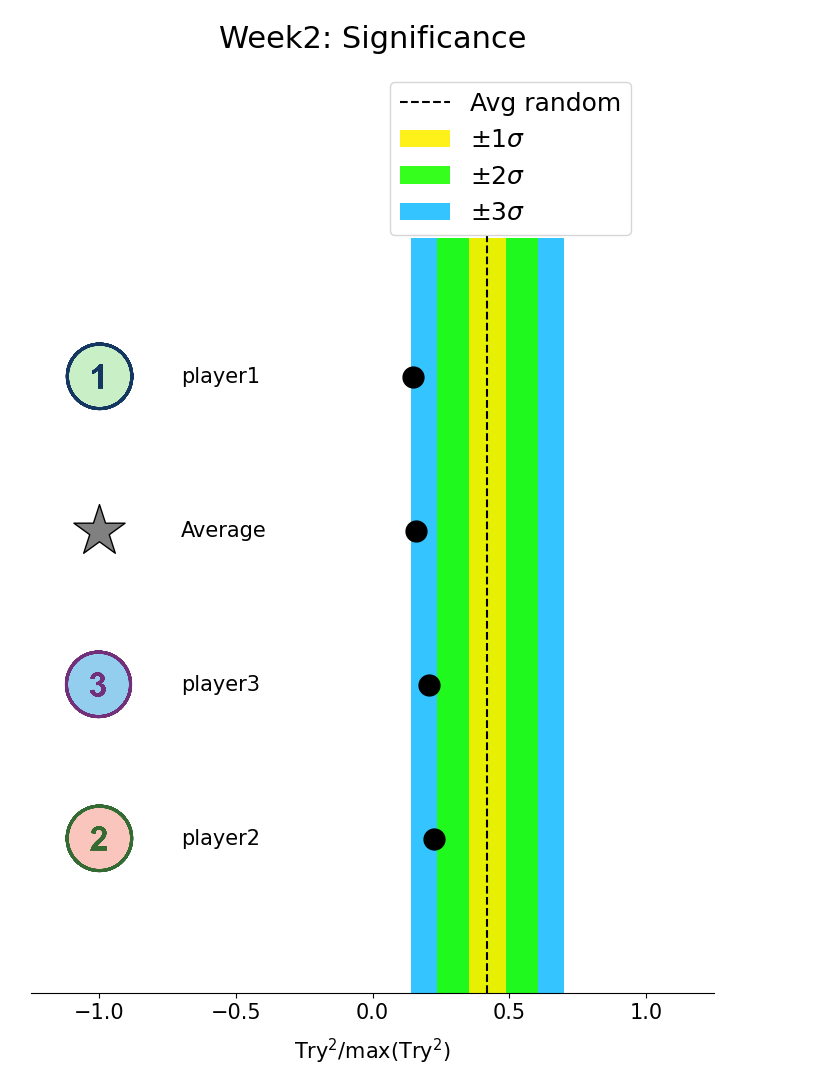 Week2: Significance
Avg random
±1σ
±2σ
±3σ
1 player1
Average
3 player3
2 player2
−1.0 −0.5 0.0 0.5 1.0
Try²/max(Try²)